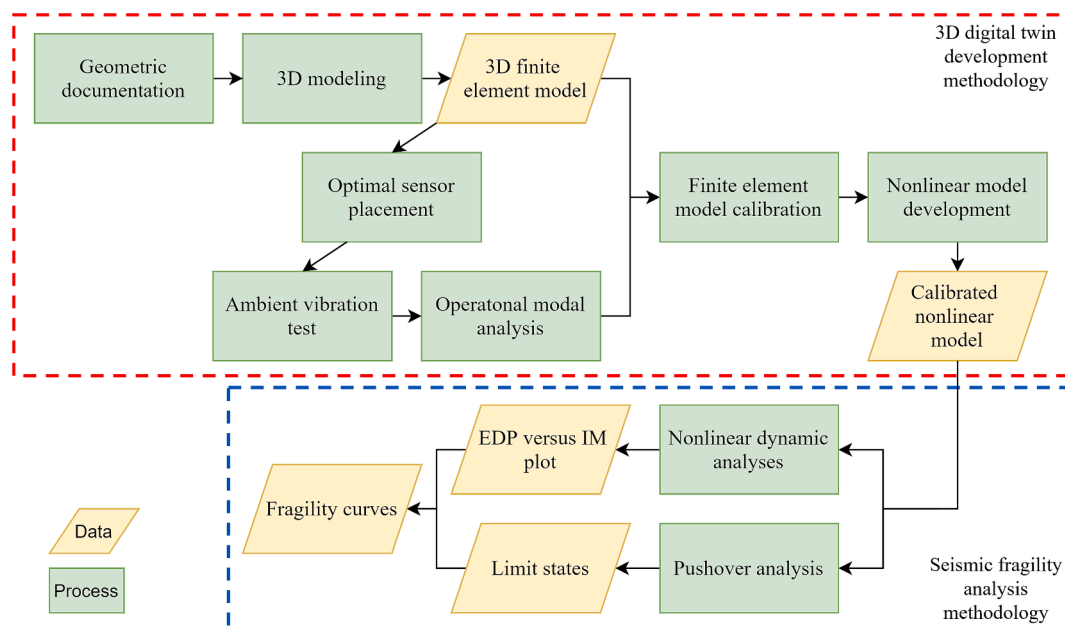 3D digital twin
development
methodology
Geometric
documentation
3D modeling
3D finite
element model
Optimal sensor
placement
Finite element
model calibration
Nonlinear model
development
Ambient vibration
test
Operatonal modal
analysis
Calibrated
nonlinear
model
EDP versus IM
plot
Nonlinear dynamic
analyses
Fragility curves
Limit states
Pushover analysis
Data
Process
Seismic fragility
analysis
methodology